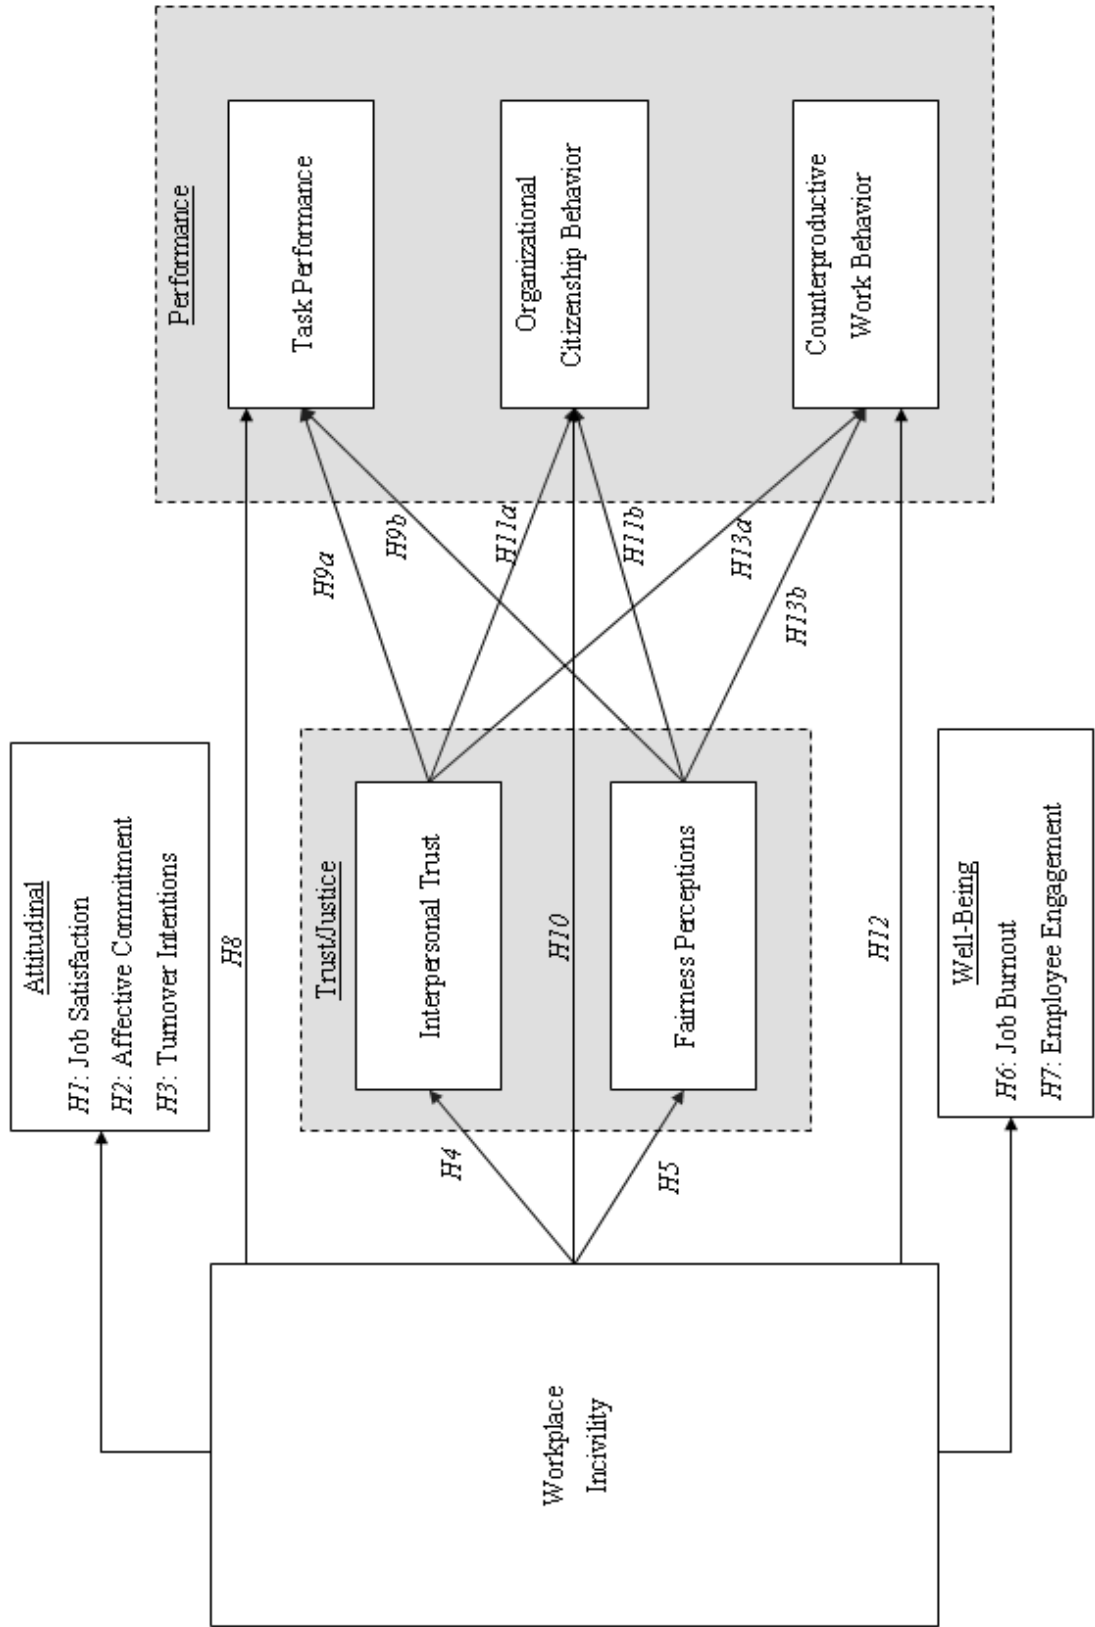 Attitudinal
H1: Job Satisfaction
H2: Affective Commitment
H3: Turnover Intentions
H8
Performance
Task Performance
H9a
H9b
Trust/Justice
Interpersonal Trust
H4
H11a
Workplace
Incivility
H10
Organizational
Citizenship Behavior
H5
Fairness Perceptions
H11b
H13a
H13b
Counterproductive
Work Behavior
H12
Well-Being
H6: Job Burnout
H7: Employee Engagement